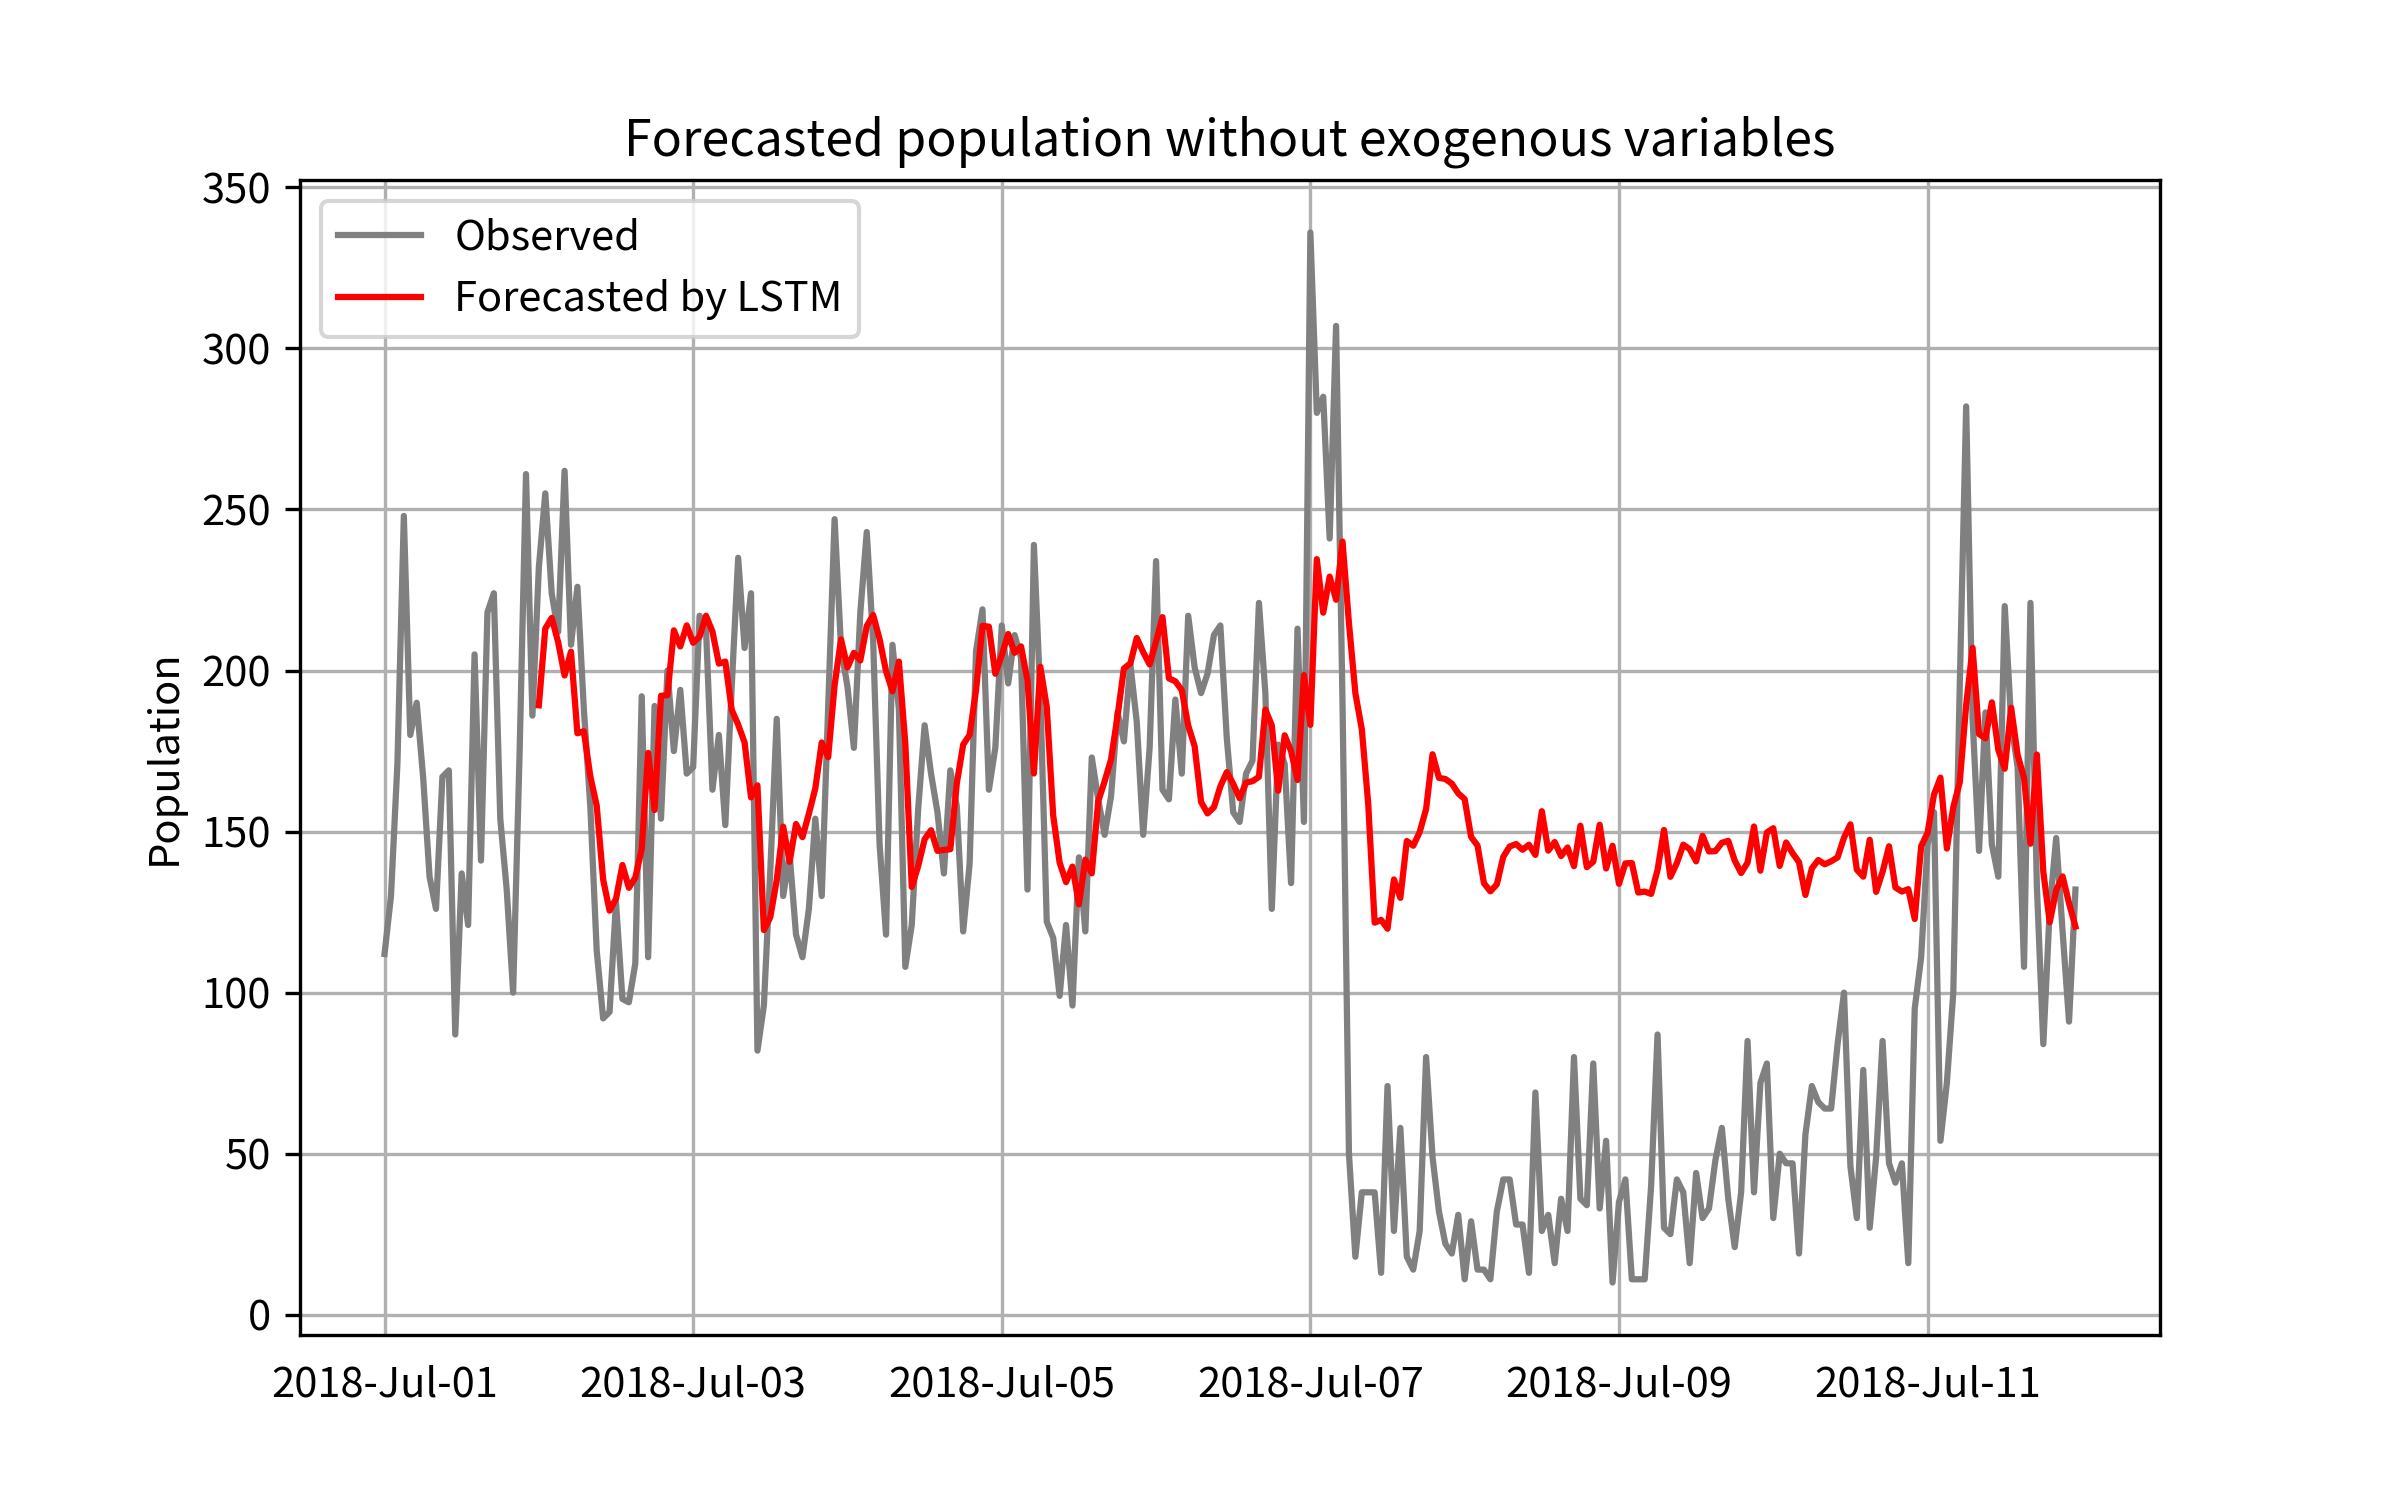 Forecasted population without exogenous variables
Observed
Forecasted by LSTM
Population
350
300
250
200
150
100
50
0
2018-Jul-01 2018-Jul-03 2018-Jul-05 2018-Jul-07 2018-Jul-09 2018-Jul-11